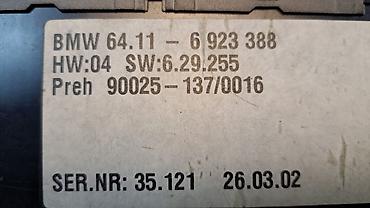 BMW 64.11 - 6 923 388
HW:04 SW:6.29.255
Preh 90025-137/0016
SER.NR: 35.121 26.03.02